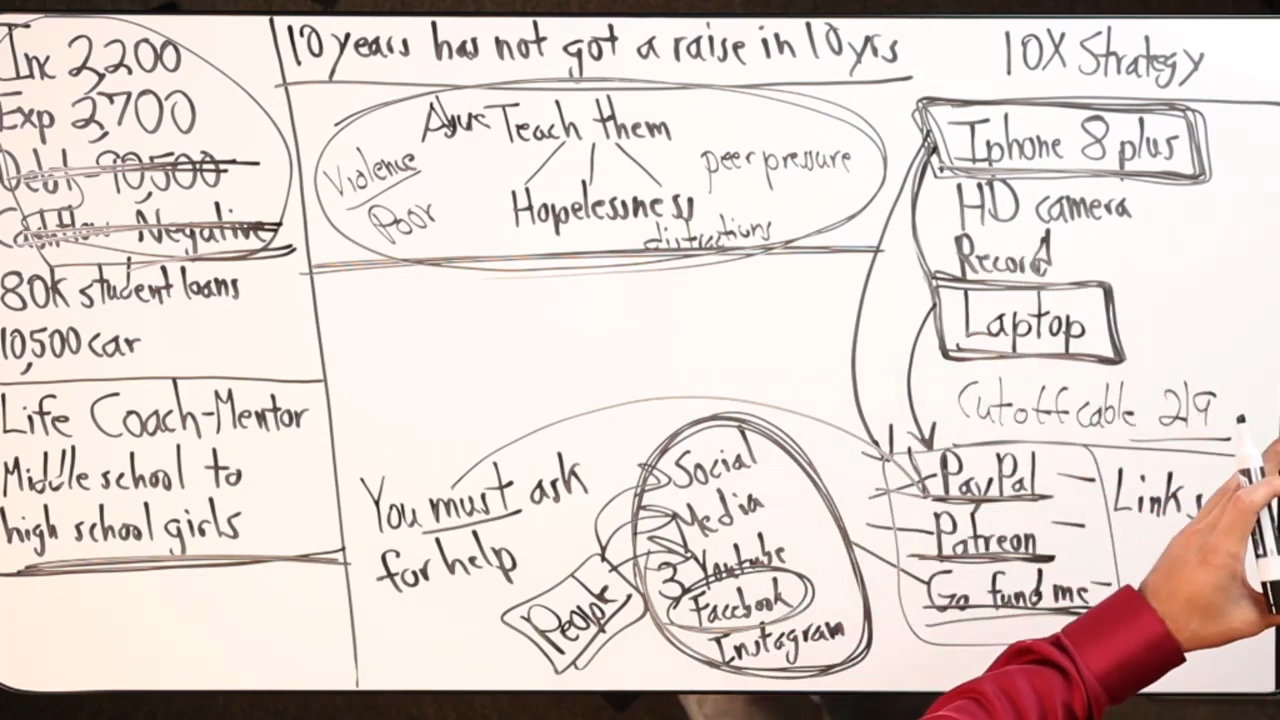 Inc 2,200
Exp 2,700
Debt 90,500
Cashflow Negative
80K student loans
10,500 car
Life Coach-Mentor
Middle school to
high school girls
10 years has not got a raise in 10 yrs
Teach them
Violence
Poor
Hopelessness
peer pressure
distractions
You must ask
for help
People
Social
Media
3 Youtube
Facebook
Instagram
10X Strategy
Iphone 8 plus
HD camera
Record
Laptop
Cut off cable 219
PayPal
Patreon
Go fund me
Links